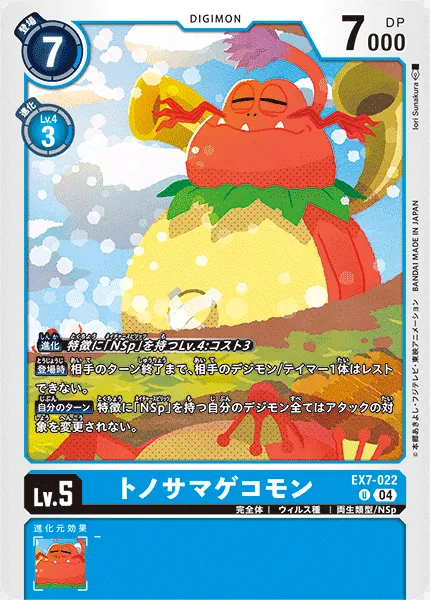 DIGIMON
登場
7
7000
DP
進化
Lv.4
3
Iori Sunakura
BANDAI MADE IN JAPAN
©本郷あきよし・フジテレビ・東映アニメーション
進化 特徴に「NSp」を持つLv.4:コスト3
登場時 相手のターン終了まで、相手のデジモン/テイマー1体はレスト
できない。
自分のターン 特徴に「NSp」を持つ自分のデジモン全てはアタックの対
象を変更されない。
Lv.5
トノサマゲコモン
EX7-022
U 04
完全体 | ウィルス種 | 両生類型/NSp
進化元効果